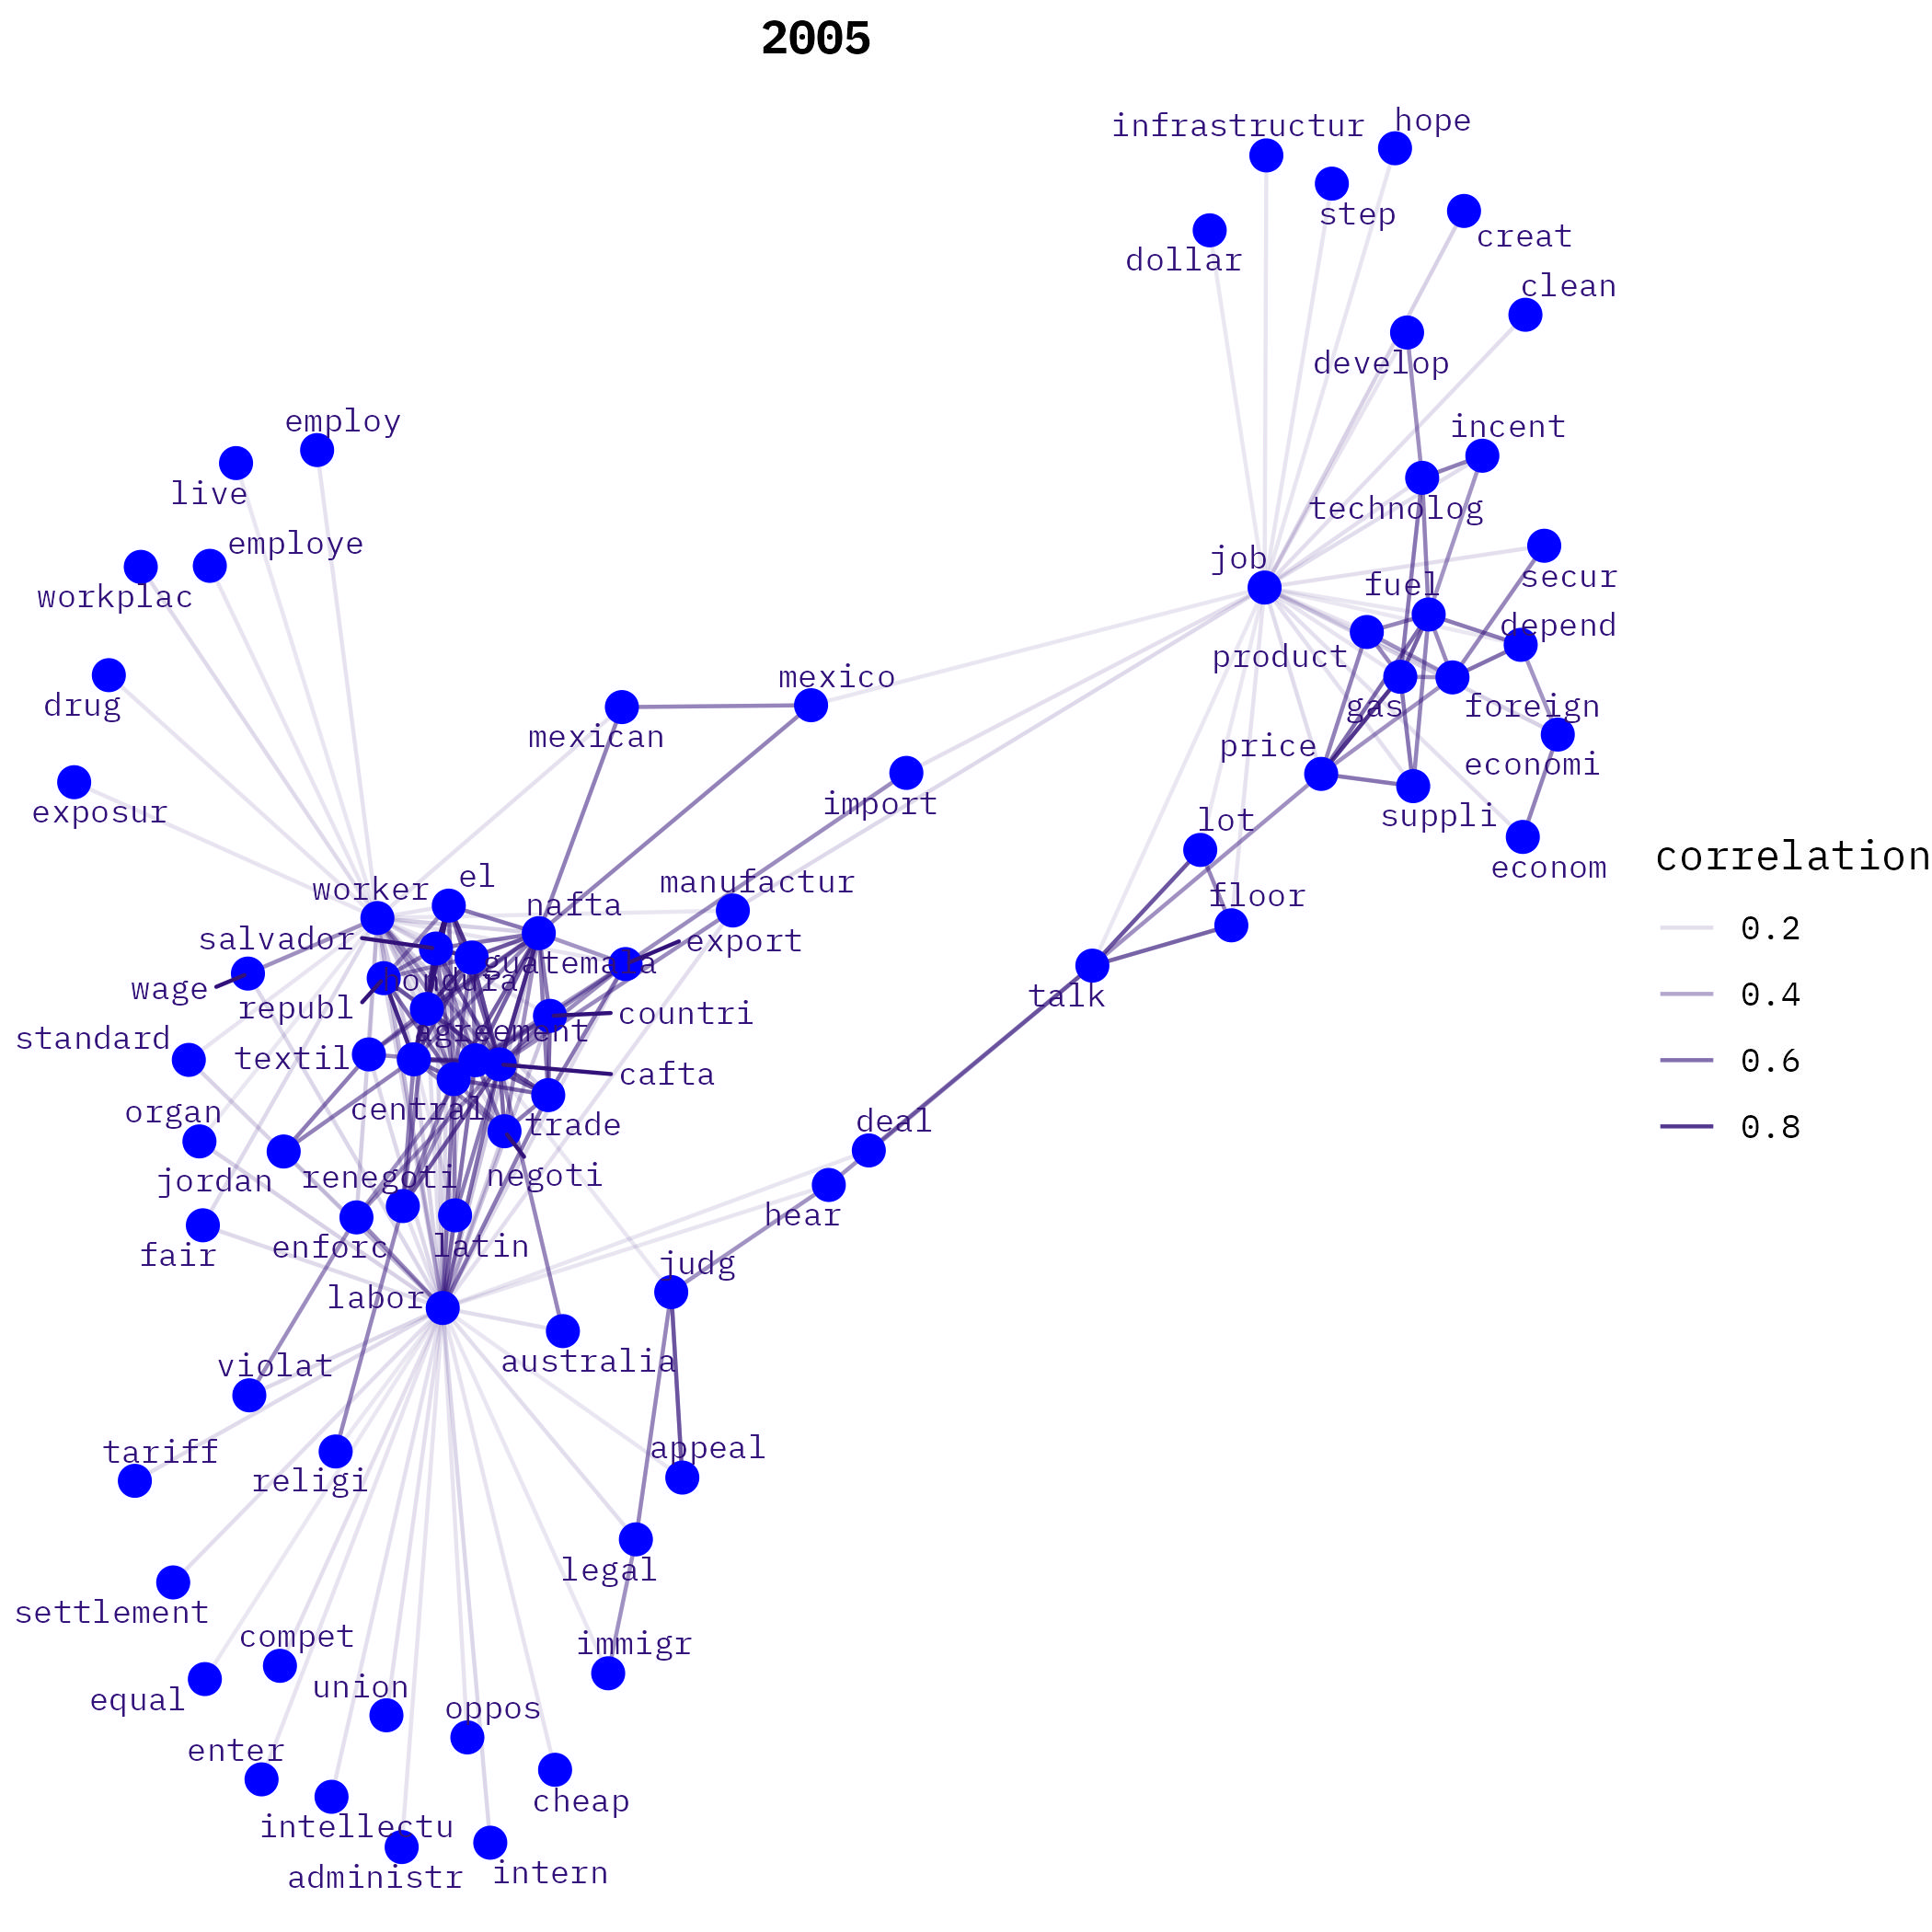 2005
infrastructur
hope
step
creat
dollar
clean
develop
employ
incent
live
technolog
employe
job
secur
workplac
fuel
depend
product
mexico
drug
gas
foreign
mexican
price
economi
import
exposur
suppli
lot
correlation
econom
worker
el
manufactur
nafta
floor
0.2
salvador
export
guatemala
wage
hondura
talk
0.4
republ
countri
agreement
standard
textil
0.6
cafta
organ
central
trade
deal
0.8
jordan
renegoti
negoti
hear
fair
enforc
latin
judg
labor
violat
australia
tariff
appeal
religi
legal
settlement
compet
immigr
equal
union
oppos
enter
cheap
intellectu
administr
intern